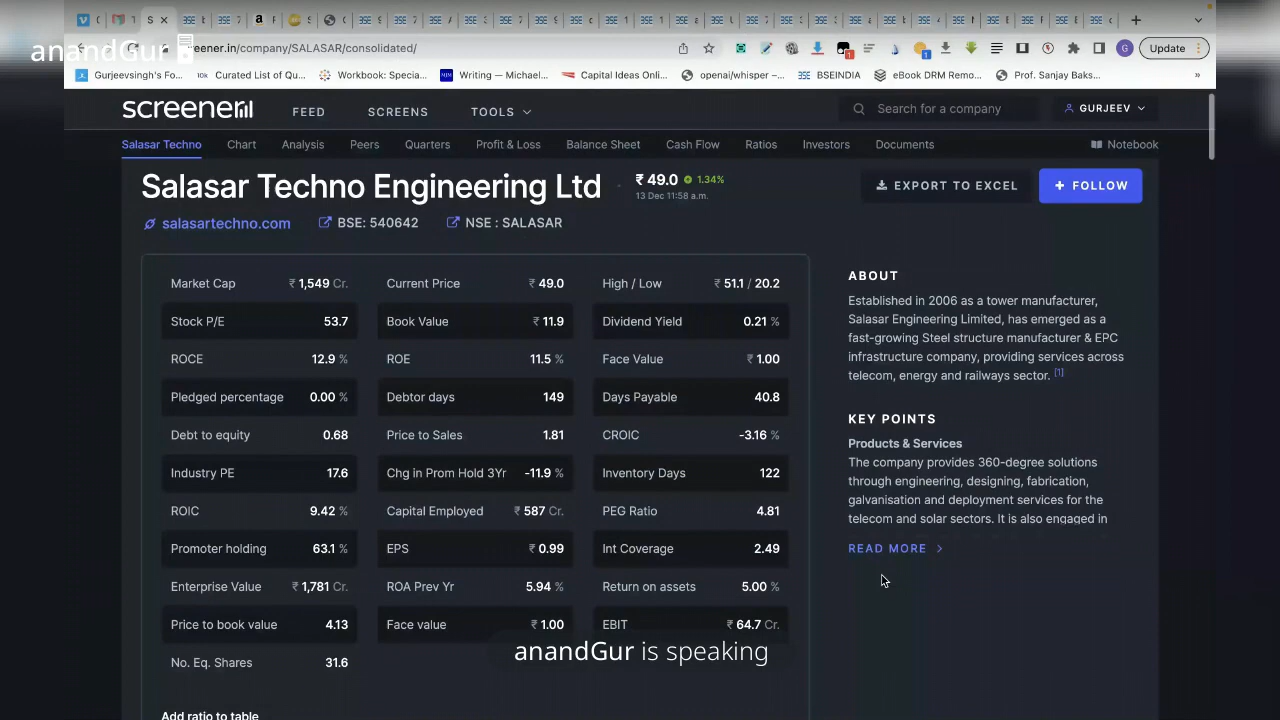 anandGur
ener.in/company/SALASAR/consolidated/
Update
Gurjeevsingh's Fo...
Curated List of Qu...
Workbook: Specia...
Writing – Michael...
Capital Ideas Onli...
openai/whisper –...
BSEINDIA
eBook DRM Remo...
Prof. Sanjay Baks...
»
screener
FEED
SCREENS
TOOLS
Search for a company
GURJEEV
Salasar Techno
Chart
Analysis
Peers
Quarters
Profit & Loss
Balance Sheet
Cash Flow
Ratios
Investors
Documents
Notebook
Salasar Techno Engineering Ltd
₹ 49.0 1.34%
13 Dec 11:58 a.m.
EXPORT TO EXCEL
+ FOLLOW
salasartechno.com
BSE: 540642
NSE : SALASAR
Market Cap ₹ 1,549 Cr.
Current Price ₹ 49.0
High / Low ₹ 51.1 / 20.2
Stock P/E 53.7
Book Value ₹ 11.9
Dividend Yield 0.21 %
ROCE 12.9 %
ROE 11.5 %
Face Value ₹ 1.00
Pledged percentage 0.00 %
Debtor days 149
Days Payable 40.8
Debt to equity 0.68
Price to Sales 1.81
CROIC -3.16 %
Industry PE 17.6
Chg in Prom Hold 3Yr -11.9 %
Inventory Days 122
ROIC 9.42 %
Capital Employed ₹ 587 Cr.
PEG Ratio 4.81
Promoter holding 63.1 %
EPS ₹ 0.99
Int Coverage 2.49
Enterprise Value ₹ 1,781 Cr.
ROA Prev Yr 5.94 %
Return on assets 5.00 %
Price to book value 4.13
Face value ₹ 1.00
EBIT ₹ 64.7 Cr.
No. Eq. Shares 31.6
Add ratio to table
ABOUT
Established in 2006 as a tower manufacturer,
Salasar Engineering Limited, has emerged as a
fast-growing Steel structure manufacturer & EPC
infrastructure company, providing services across
telecom, energy and railways sector. [1]
KEY POINTS
Products & Services
The company provides 360-degree solutions
through engineering, designing, fabrication,
galvanisation and deployment services for the
telecom and solar sectors. It is also engaged in
READ MORE
anandGur is speaking